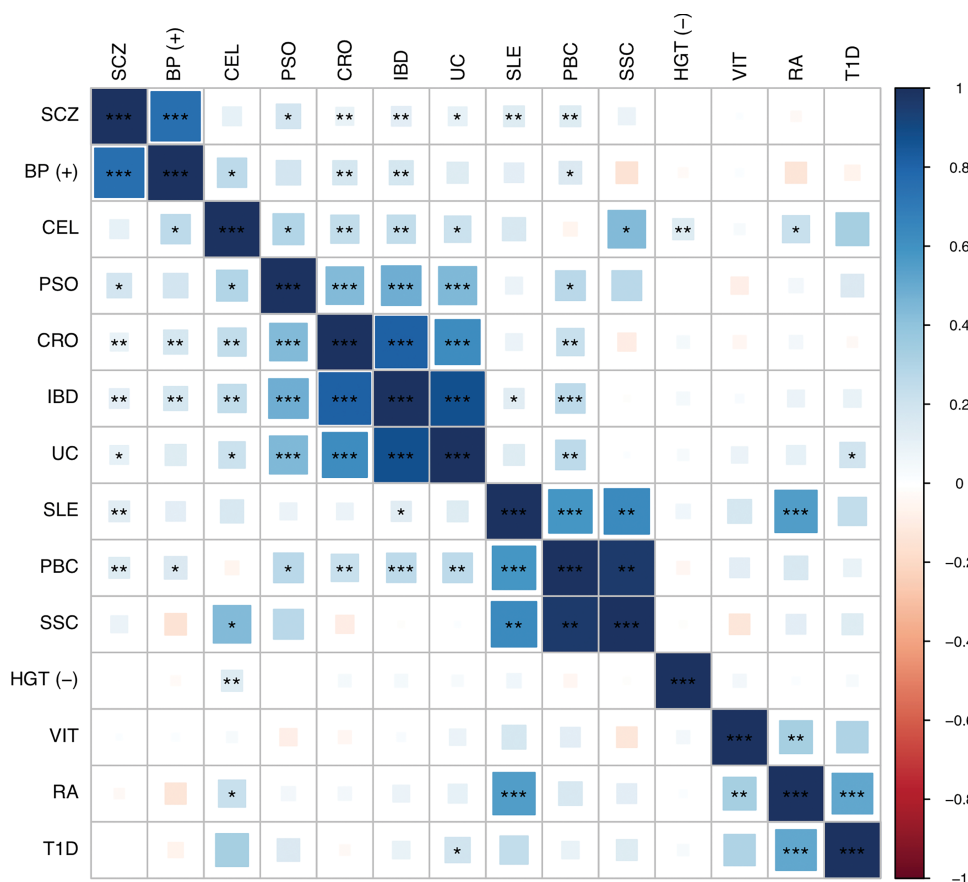 SCZ BP (+) CEL PSO CRO IBD UC SLE PBC SSC HGT (−) VIT RA T1D
SCZ *** *** * ** ** * ** ** 1
BP (+) *** *** * ** ** * 0.8
CEL * *** * ** ** * * ** *
PSO * * *** *** *** *** * 0.6
CRO ** ** ** *** *** *** *** ** 0.4
IBD ** ** ** *** *** *** *** * *** 0.2
UC * * *** *** *** *** ** * 0
SLE ** * *** *** ** ***
PBC ** * * ** *** ** *** *** ** −0.2
SSC * ** ** *** −0.4
HGT (−) ** *** −0.6
VIT *** **
RA * *** ** *** *** −0.8
T1D * *** *** −1